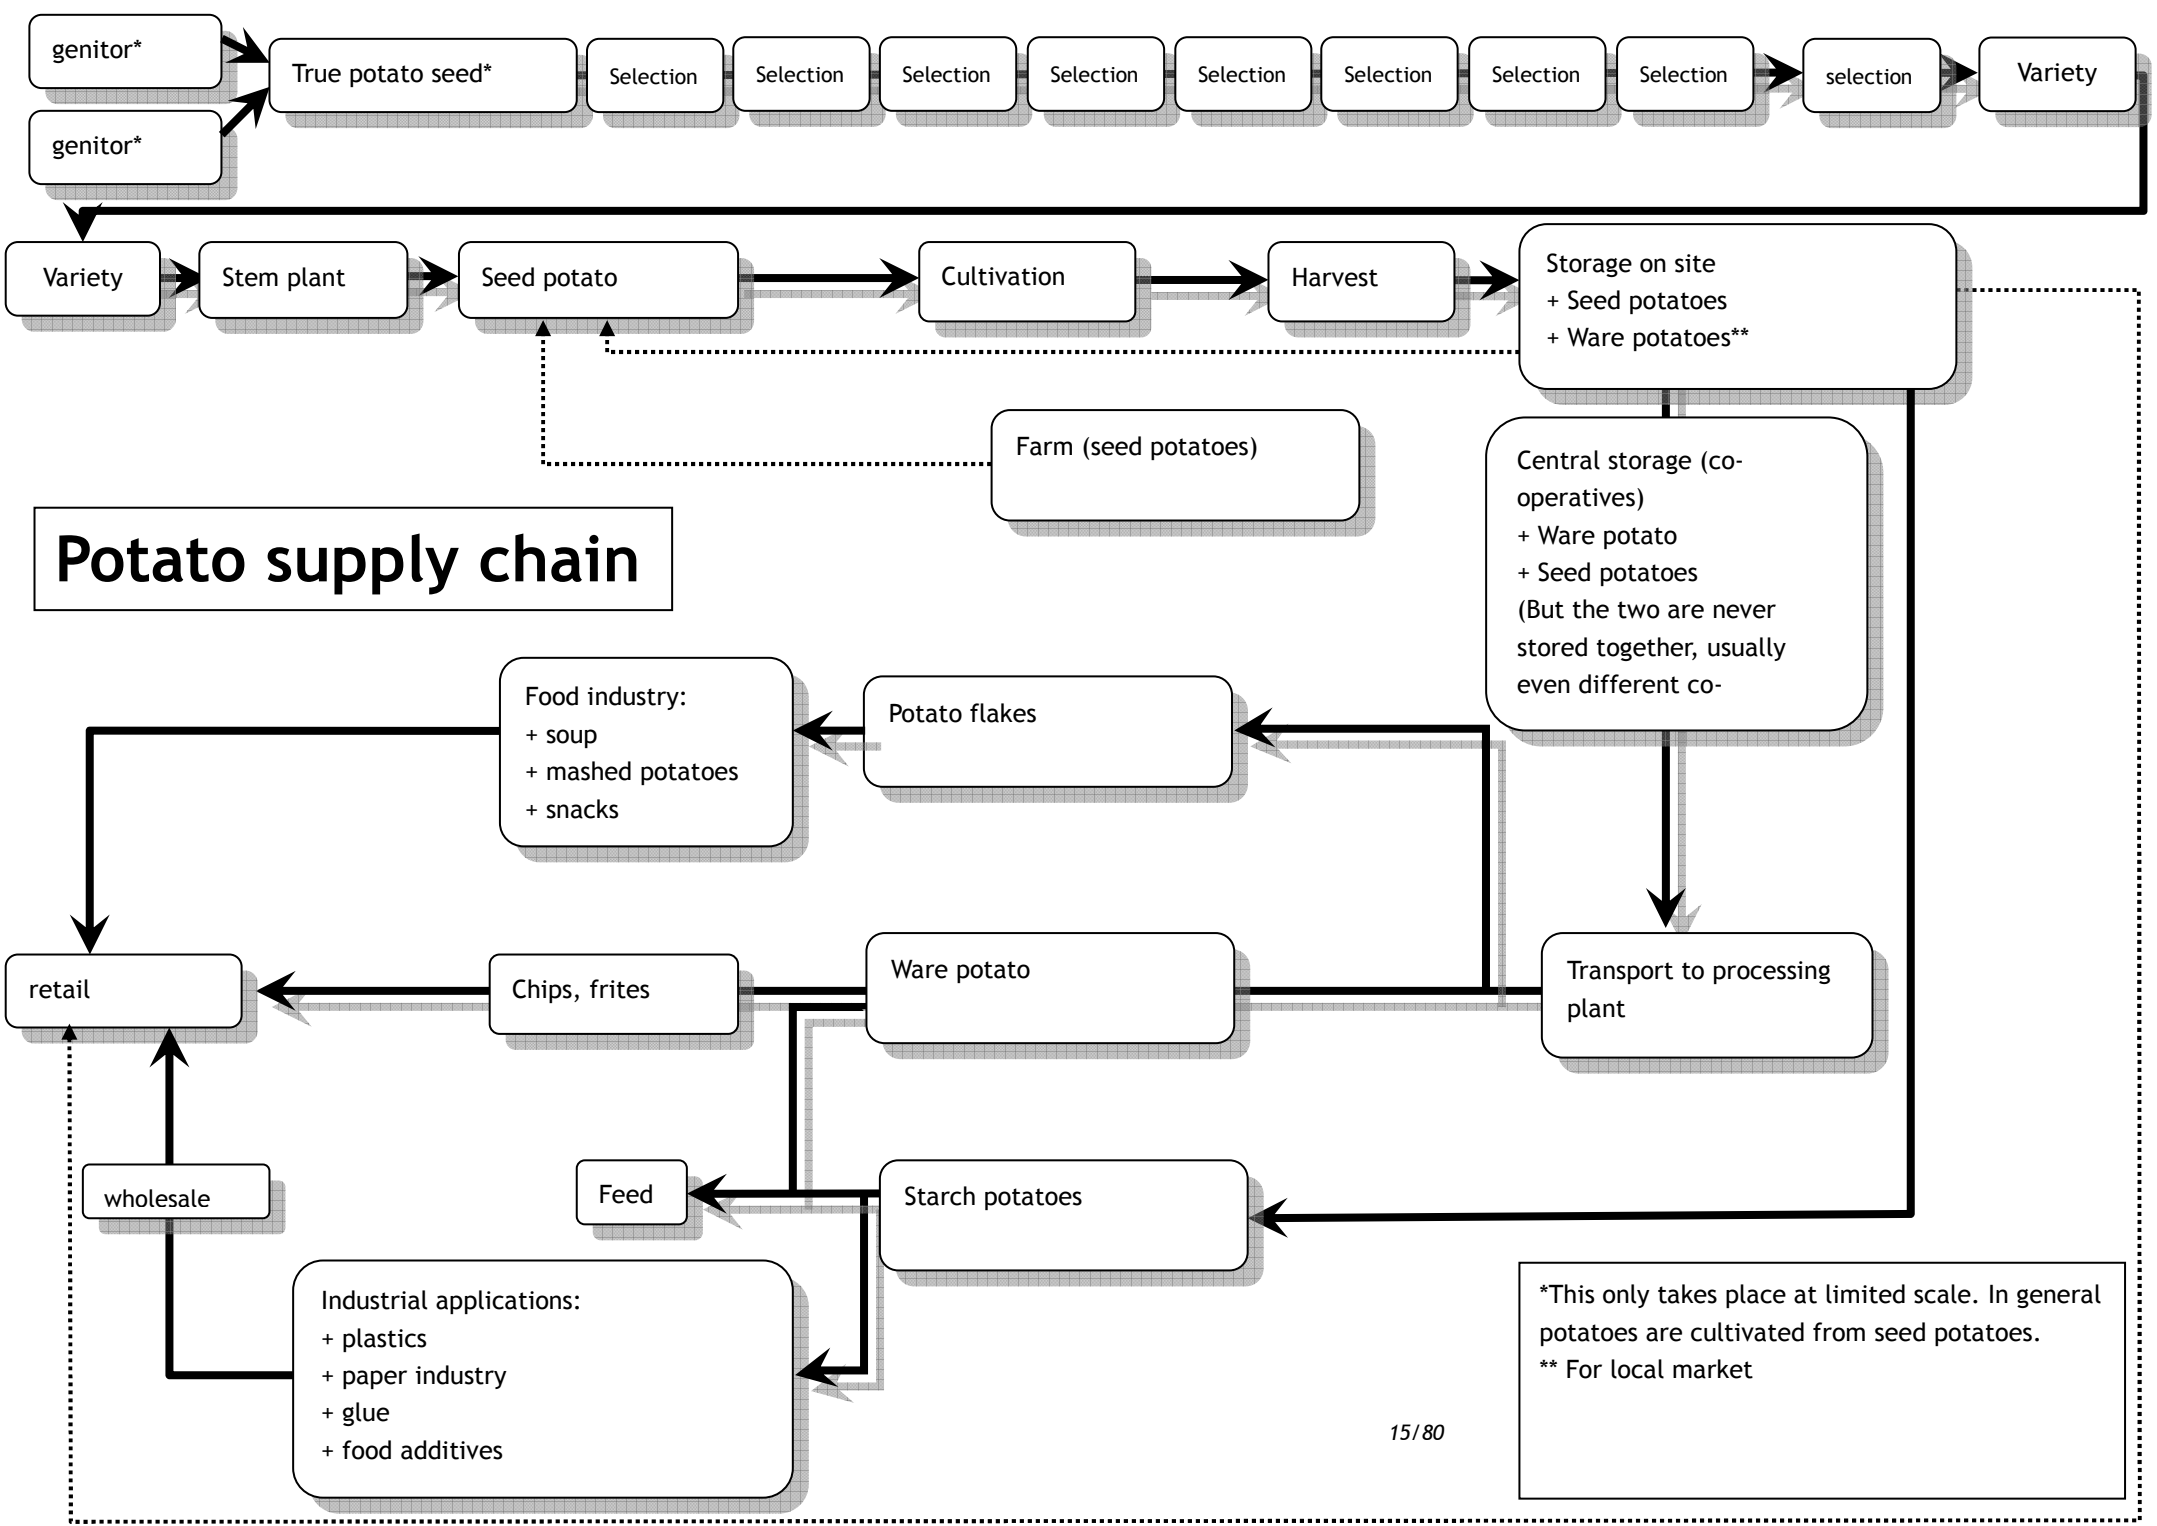 genitor*
genitor*
True potato seed*
Selection
Selection
Selection
Selection
Selection
Selection
Selection
Selection
selection
Variety
Variety
Stem plant
Seed potato
Cultivation
Harvest
Storage on site
+ Seed potatoes
+ Ware potatoes**
Farm (seed potatoes)
Central storage (co-
operatives)
+ Ware potato
+ Seed potatoes
(But the two are never
stored together, usually
even different co-
Potato supply chain
Food industry:
+ soup
+ mashed potatoes
+ snacks
Potato flakes
retail
Chips, frites
Ware potato
Transport to processing
plant
wholesale
Feed
Starch potatoes
Industrial applications:
+ plastics
+ paper industry
+ glue
+ food additives
*This only takes place at limited scale. In general
potatoes are cultivated from seed potatoes.
** For local market
15/80